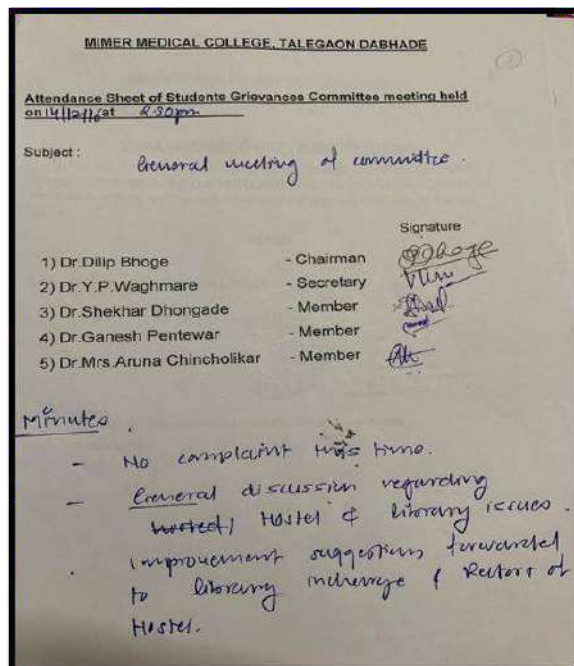 MIMER MEDICAL COLLEGE, TALEGAON DABHADE
Attendance Sheet of Students Grievances Committee meeting held
on 14/12/16 at 2.30pm
Subject : General meeting of committee.
Signature
1) Dr.Dilip Bhoge - Chairman
2) Dr.Y.P.Waghmare - Secretary
3) Dr.Shekhar Dhongade - Member
4) Dr.Ganesh Pentewar - Member
5) Dr.Mrs.Aruna Chincholikar - Member
Minutes.
- No complaint this time.
- General discussion regarding
Hostel & library issues.
improvement suggestions forwarded
to library incharge & Rectors of
Hostel.